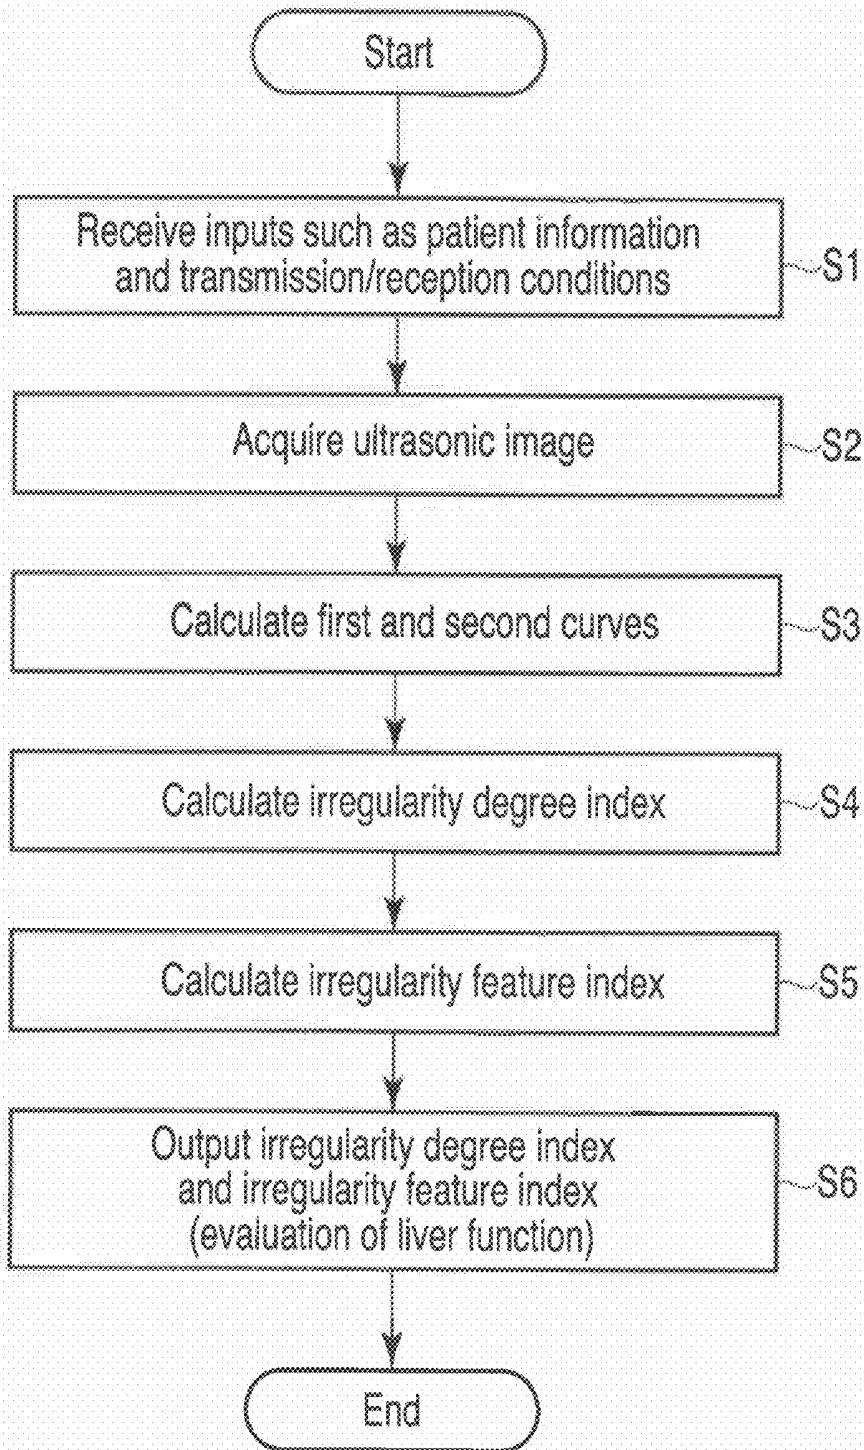 Start
Receive inputs such as patient information
and transmission/reception conditions
S1
Acquire ultrasonic image
S2
Calculate first and second curves
S3
Calculate irregularity degree index
S4
Calculate irregularity feature index
S5
Output irregularity degree index
and irregularity feature index
(evaluation of liver function)
S6
End